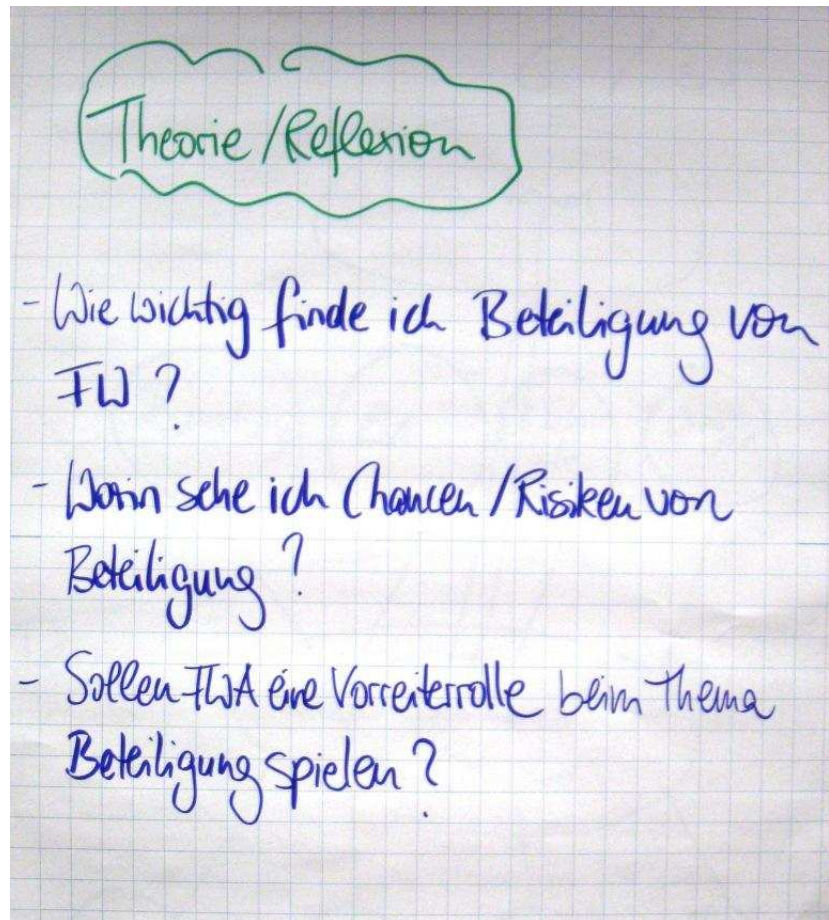 Theorie/Reflexion
- Wie wichtig finde ich Beteiligung von
FW?
- Worin sehe ich Chancen/Risiken von
Beteiligung?
- Sollen FWA eine Vorreiterrolle beim Thema
Beteiligung spielen?